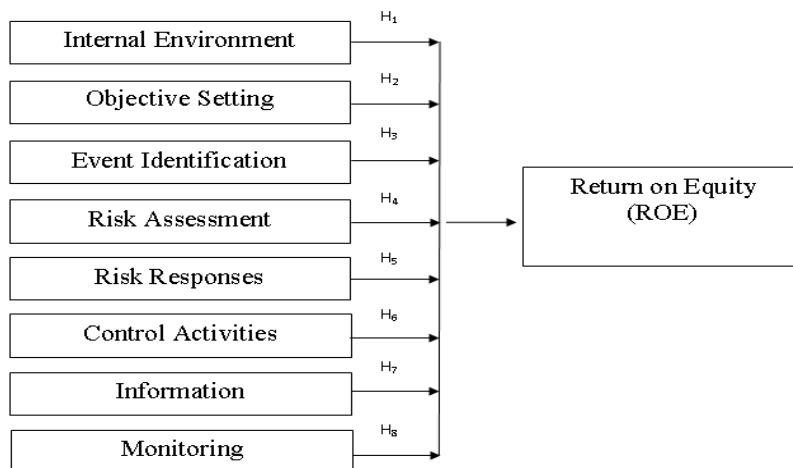 H₁
Internal Environment
H₂
Objective Setting
H₃
Event Identification
Return on Equity
(ROE)
H₄
Risk Assessment
H₅
Risk Responses
H₆
Control Activities
H₇
Information
H₈
Monitoring